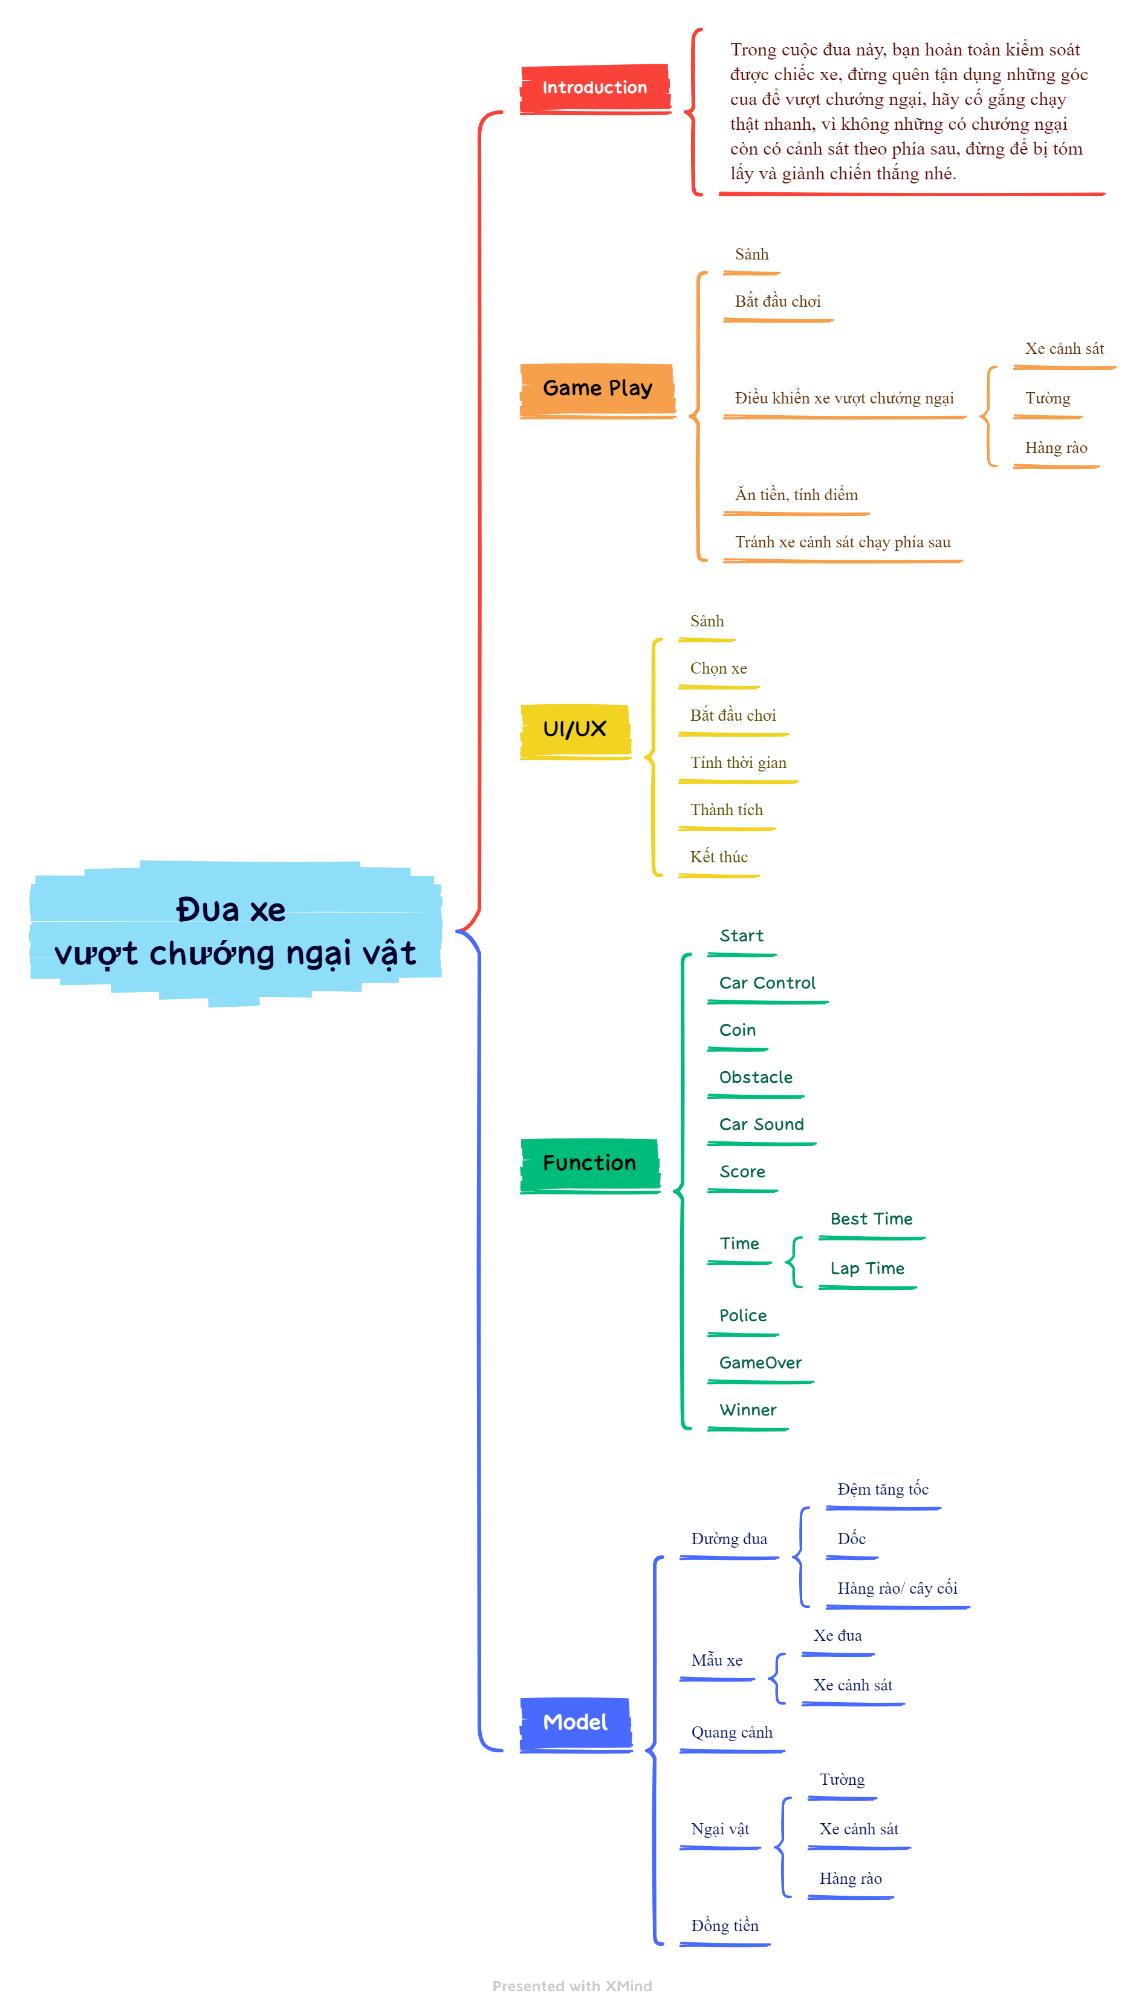 Introduction
Trong cuộc đua này, bạn hoàn toàn kiểm soát
được chiếc xe, đừng quên tận dụng những góc
cua để vượt chướng ngại, hãy cố gắng chạy
thật nhanh, vì không những có chướng ngại
còn có cảnh sát theo phía sau, đừng để bị tóm
lấy và giành chiến thắng nhé.
Game Play
Sảnh
Bắt đầu chơi
Điều khiển xe vượt chướng ngại
Xe cảnh sát
Tường
Hàng rào
Ăn tiền, tính điểm
Tránh xe cảnh sát chạy phía sau
UI/UX
Sảnh
Chọn xe
Bắt đầu chơi
Tính thời gian
Thành tích
Kết thúc
Đua xe
vượt chướng ngại vật
Function
Start
Car Control
Coin
Obstacle
Car Sound
Score
Time
Best Time
Lap Time
Police
GameOver
Winner
Model
Đường đua
Đệm tăng tốc
Dốc
Hàng rào/ cây cối
Mẫu xe
Xe đua
Xe cảnh sát
Quang cảnh
Ngại vật
Tường
Xe cảnh sát
Hàng rào
Đồng tiền
Presented with XMind